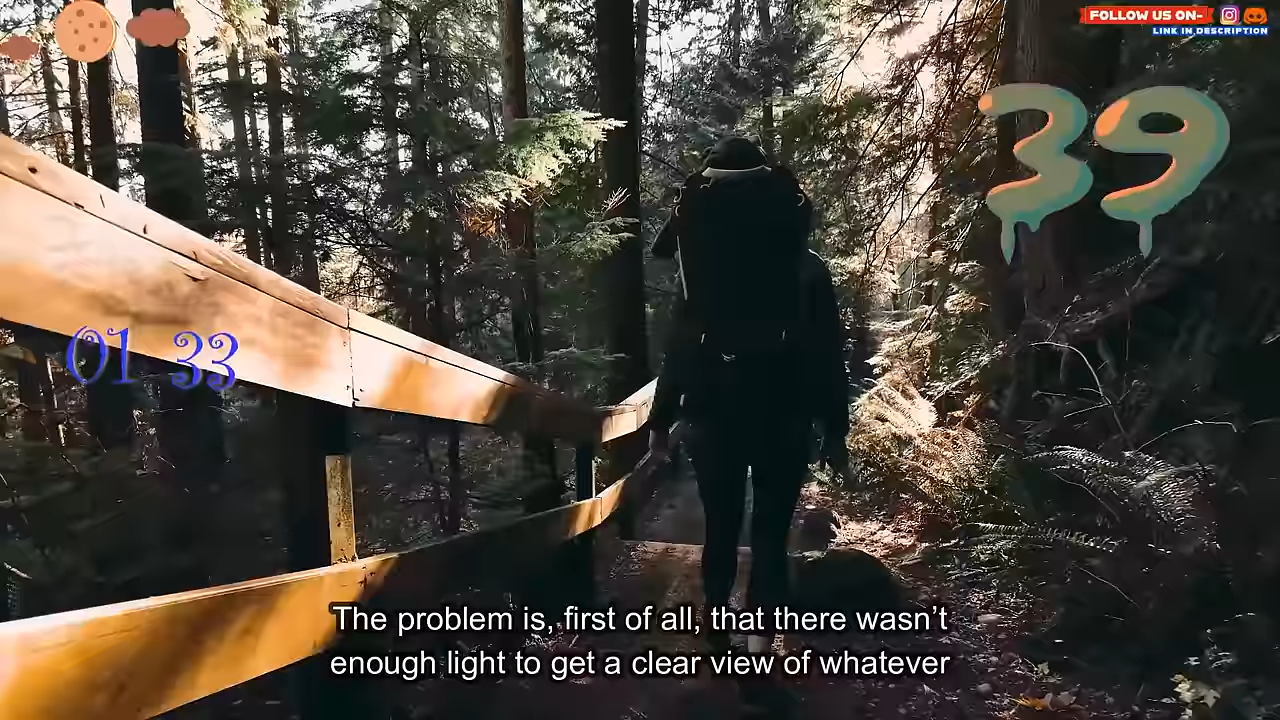 FOLLOW US ON-
LINK IN DESCRIPTION
39
01 33
The problem is, first of all, that there wasn't
enough light to get a clear view of whatever